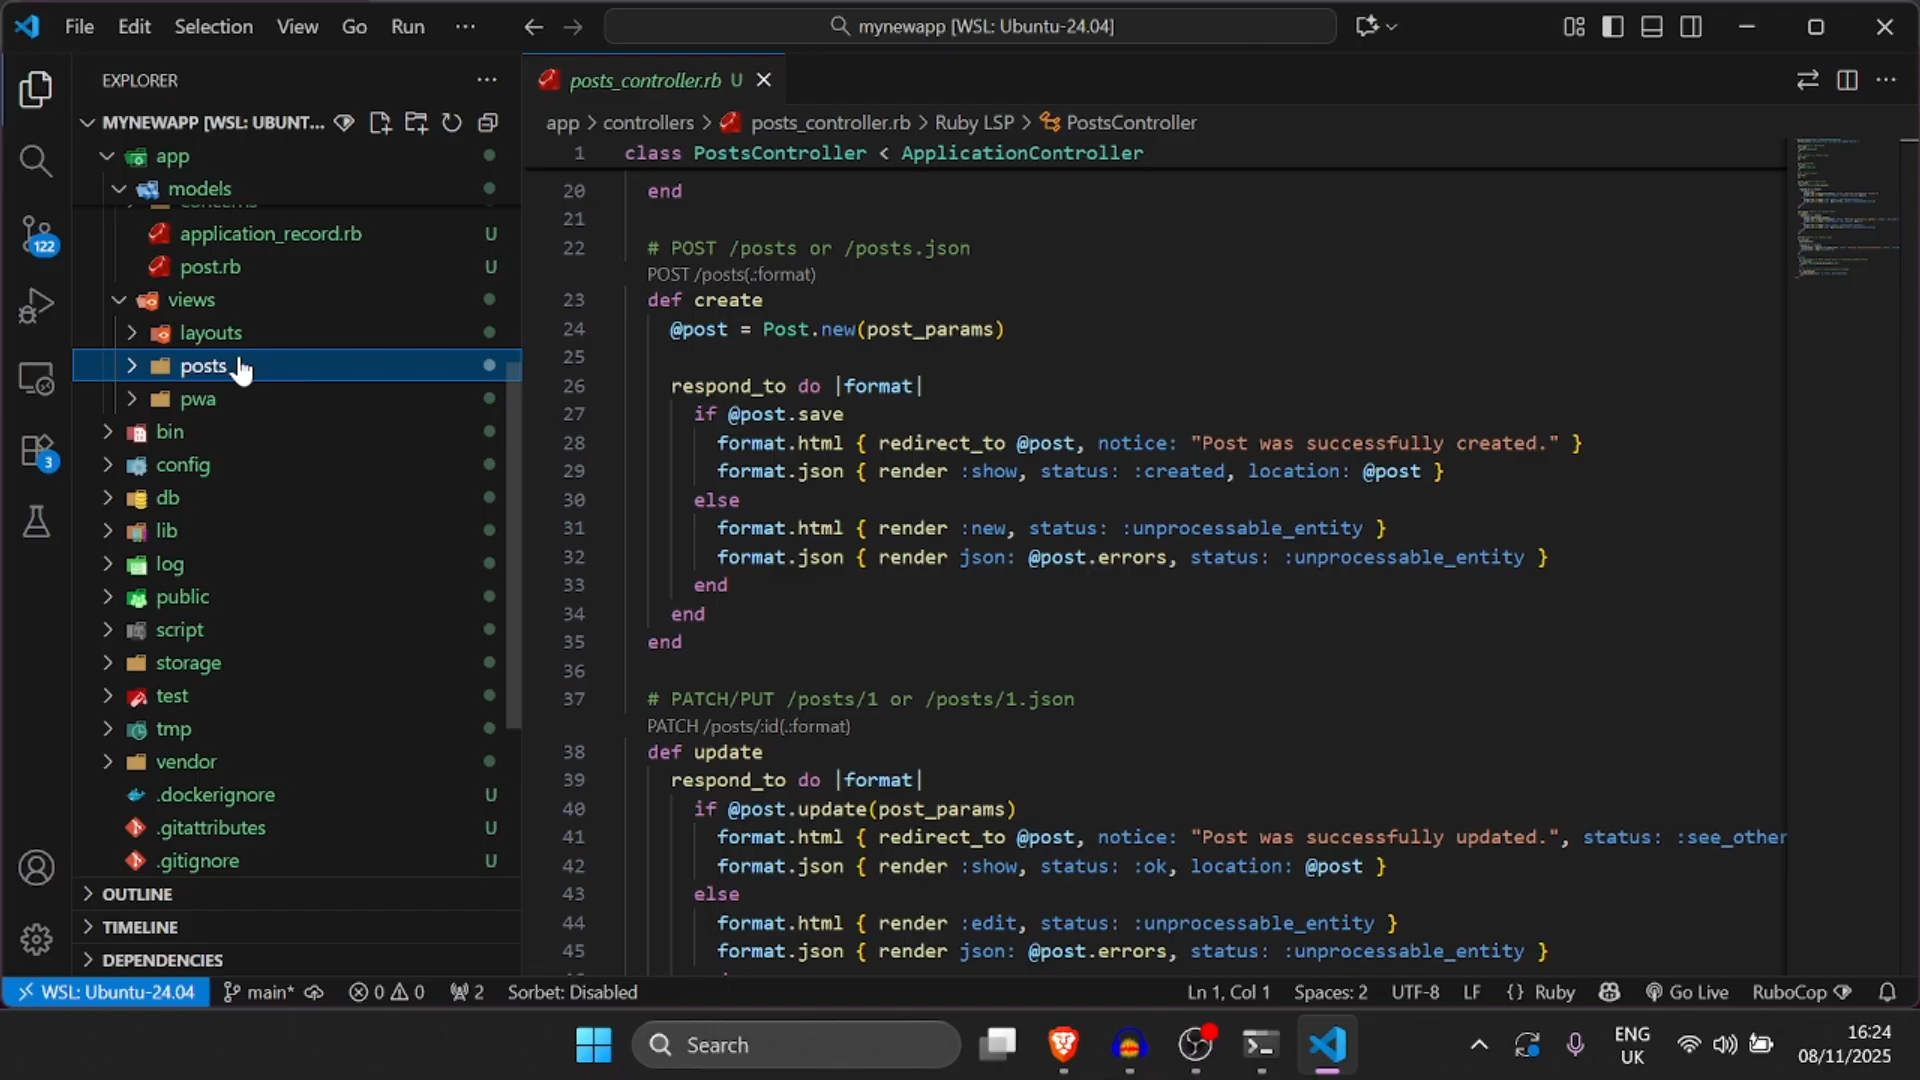 File Edit Selection View Go Run ··· mynewapp [WSL: Ubuntu-24.04]
EXPLORER ···
MYNEWAPP [WSL: UBUNT...
app
models
concerns
application_record.rb U
post.rb U
views
layouts
posts
pwa
bin
config
db
lib
log
public
script
storage
test
tmp
vendor
.dockerignore U
.gitattributes U
.gitignore U
OUTLINE
TIMELINE
DEPENDENCIES
122
3
posts_controller.rb U
app > controllers > posts_controller.rb > Ruby LSP > PostsController
1 class PostsController < ApplicationController
20 end
21
22 # POST /posts or /posts.json
POST /posts(.:format)
23 def create
24 @post = Post.new(post_params)
25
26 respond_to do |format|
27 if @post.save
28 format.html { redirect_to @post, notice: "Post was successfully created." }
29 format.json { render :show, status: :created, location: @post }
30 else
31 format.html { render :new, status: :unprocessable_entity }
32 format.json { render json: @post.errors, status: :unprocessable_entity }
33 end
34 end
35 end
36
37 # PATCH/PUT /posts/1 or /posts/1.json
PATCH /posts/:id(.:format)
38 def update
39 respond_to do |format|
40 if @post.update(post_params)
41 format.html { redirect_to @post, notice: "Post was successfully updated.", status: :see_other
42 format.json { render :show, status: :ok, location: @post }
43 else
44 format.html { render :edit, status: :unprocessable_entity }
45 format.json { render json: @post.errors, status: :unprocessable_entity }
WSL: Ubuntu-24.04 main* 0 0 2 Sorbet: Disabled Ln 1, Col 1 Spaces: 2 UTF-8 LF {} Ruby Go Live RuboCop
Search
ENG
UK
16:24
08/11/2025